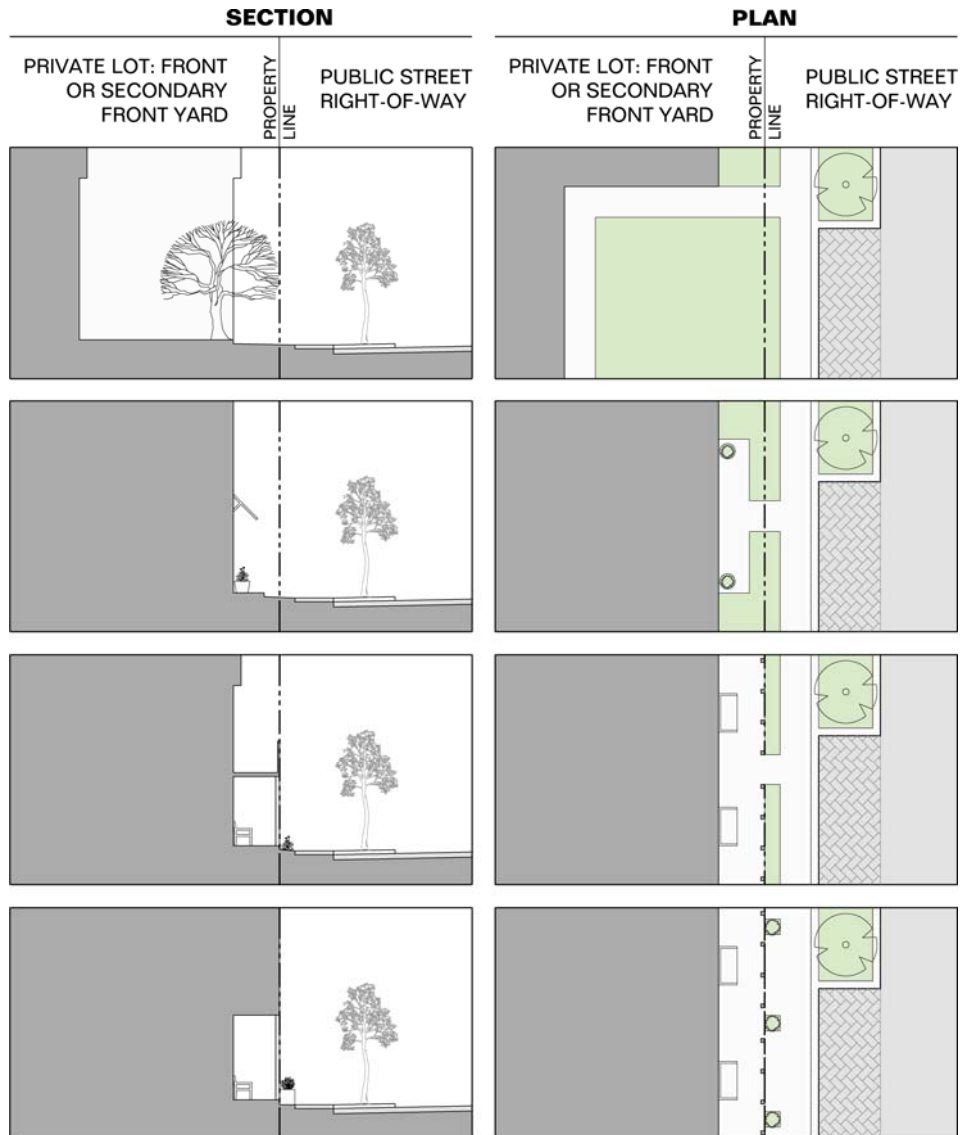 SECTION
PRIVATE LOT: FRONT
OR SECONDARY
FRONT YARD
PROPERTY
LINE
PUBLIC STREET
RIGHT-OF-WAY
PLAN
PRIVATE LOT: FRONT
OR SECONDARY
FRONT YARD
PROPERTY
LINE
PUBLIC STREET
RIGHT-OF-WAY